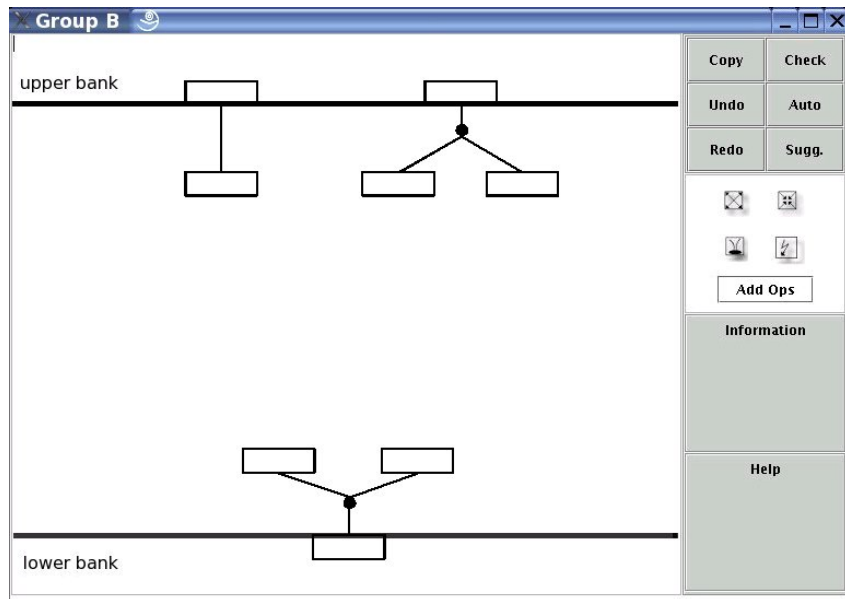 Group B
upper bank
Copy
Check
Undo
Auto
Redo
Sugg.
Add Ops
Information
Help
lower bank